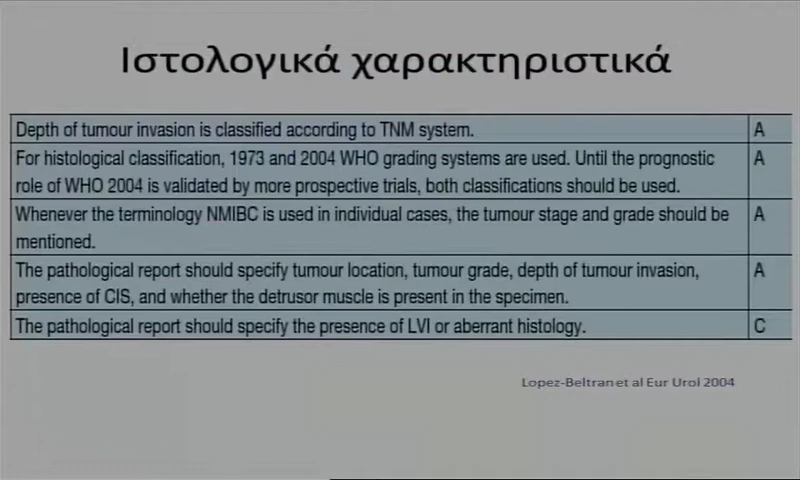 Ιστολογικά χαρακτηριστικά
Depth of tumour invasion is classified according to TNM system. A
For histological classification, 1973 and 2004 WHO grading systems are used. Until the prognostic A
role of WHO 2004 is validated by more prospective trials, both classifications should be used.
Whenever the terminology NMIBC is used in individual cases, the tumour stage and grade should be A
mentioned.
The pathological report should specify tumour location, tumour grade, depth of tumour invasion, A
presence of CIS, and whether the detrusor muscle is present in the specimen.
The pathological report should specify the presence of LVI or aberrant histology. C
Lopez-Beltran et al Eur Urol 2004